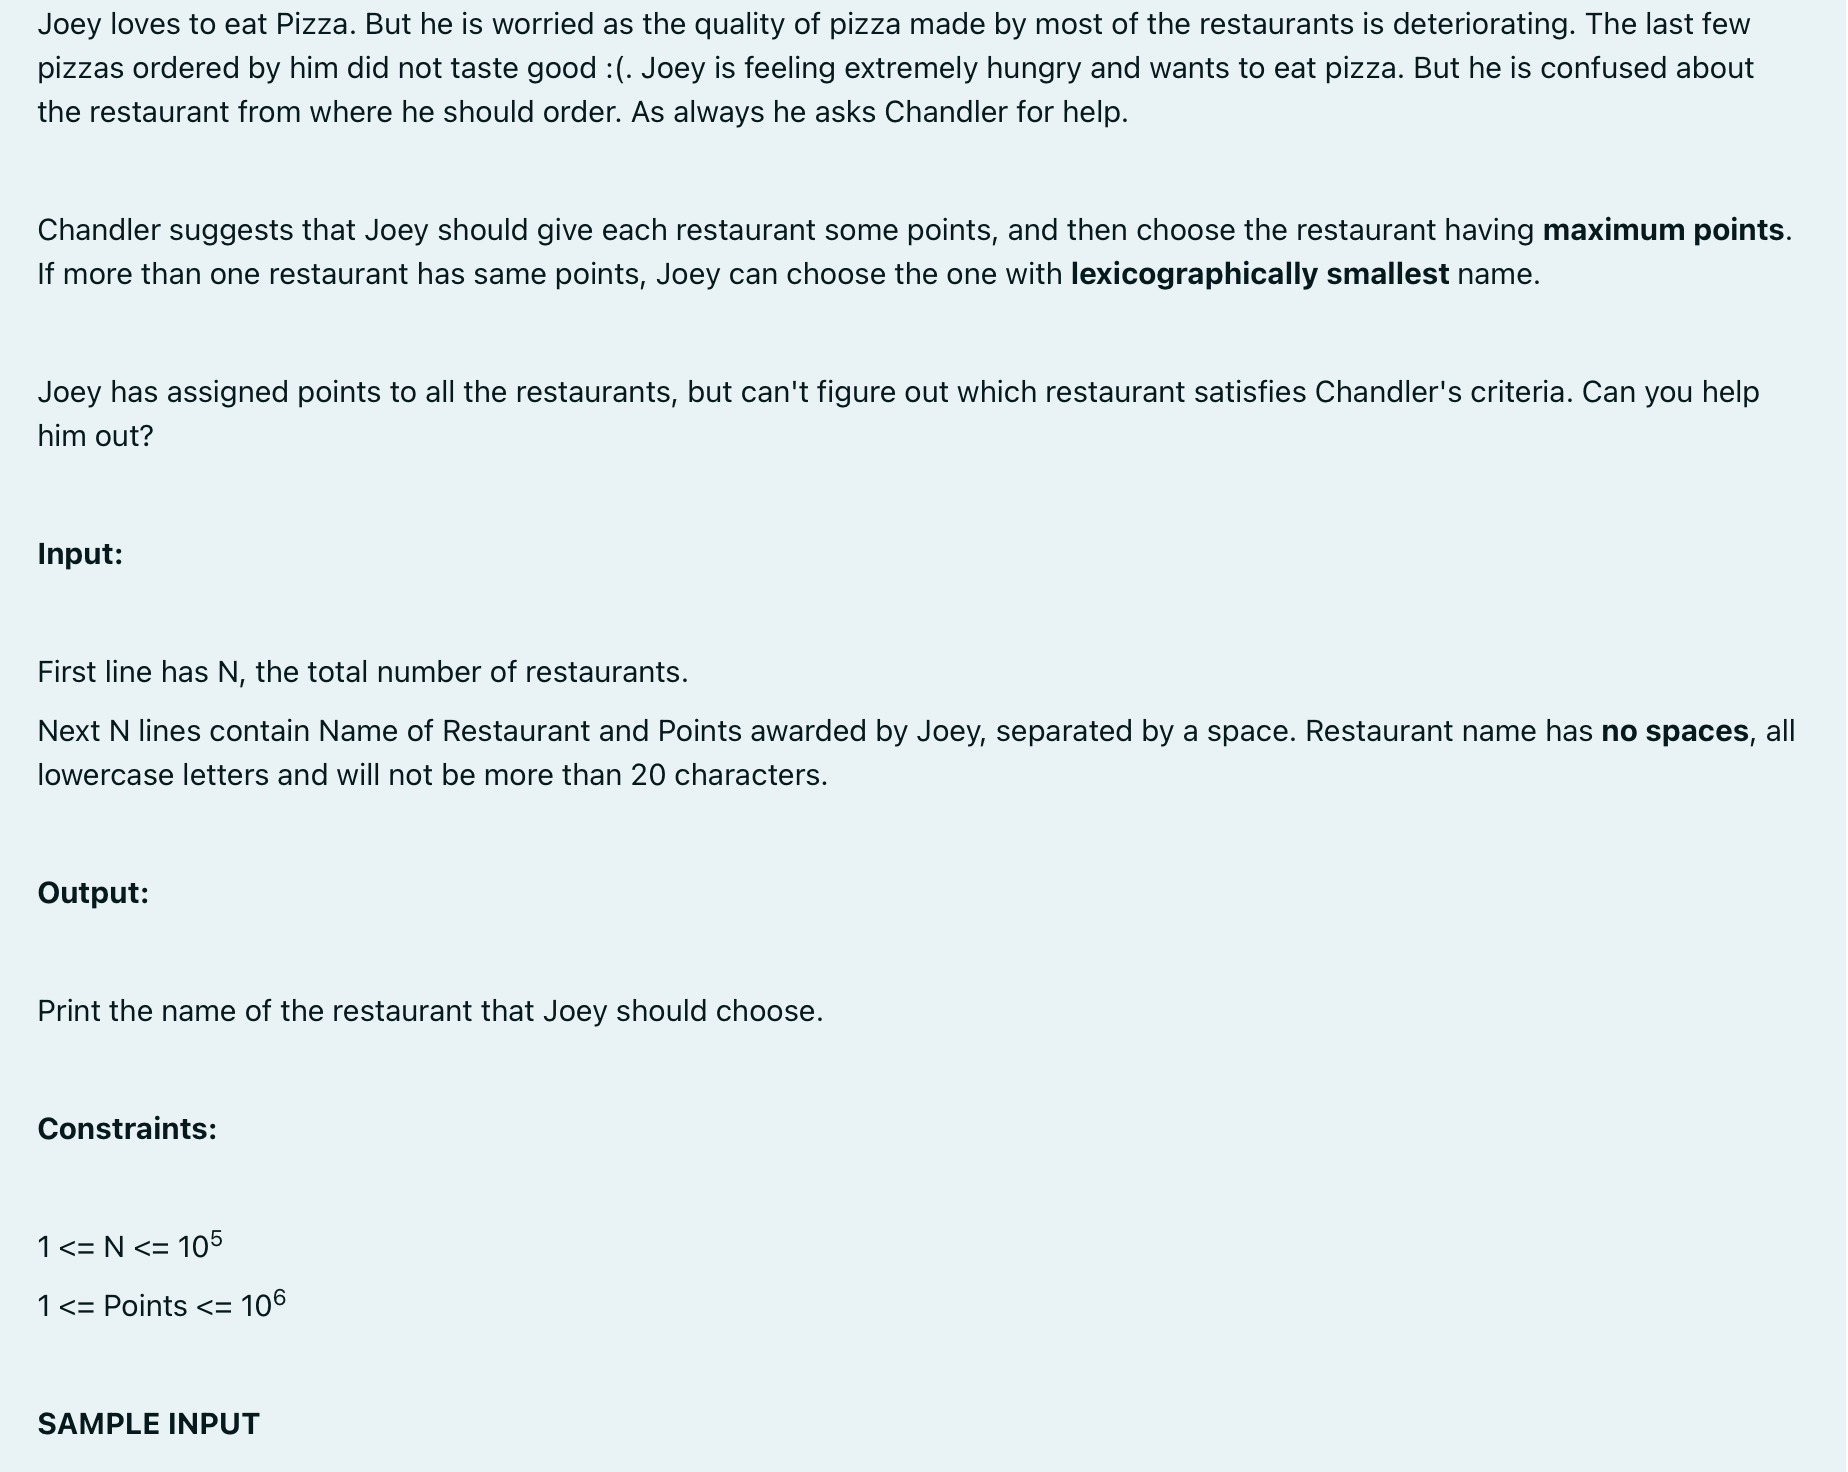 Joey loves to eat Pizza. But he is worried as the quality of pizza made by most of the restaurants is deteriorating. The last few
pizzas ordered by him did not taste good :(. Joey is feeling extremely hungry and wants to eat pizza. But he is confused about
the restaurant from where he should order. As always he asks Chandler for help.
Chandler suggests that Joey should give each restaurant some points, and then choose the restaurant having maximum points.
If more than one restaurant has same points, Joey can choose the one with lexicographically smallest name.
Joey has assigned points to all the restaurants, but can't figure out which restaurant satisfies Chandler's criteria. Can you help
him out?
Input:
First line has N, the total number of restaurants.
Next N lines contain Name of Restaurant and Points awarded by Joey, separated by a space. Restaurant name has no spaces, all
lowercase letters and will not be more than 20 characters.
Output:
Print the name of the restaurant that Joey should choose.
Constraints:
1 <= N <= 10⁵
1 <= Points <= 10⁶
SAMPLE INPUT